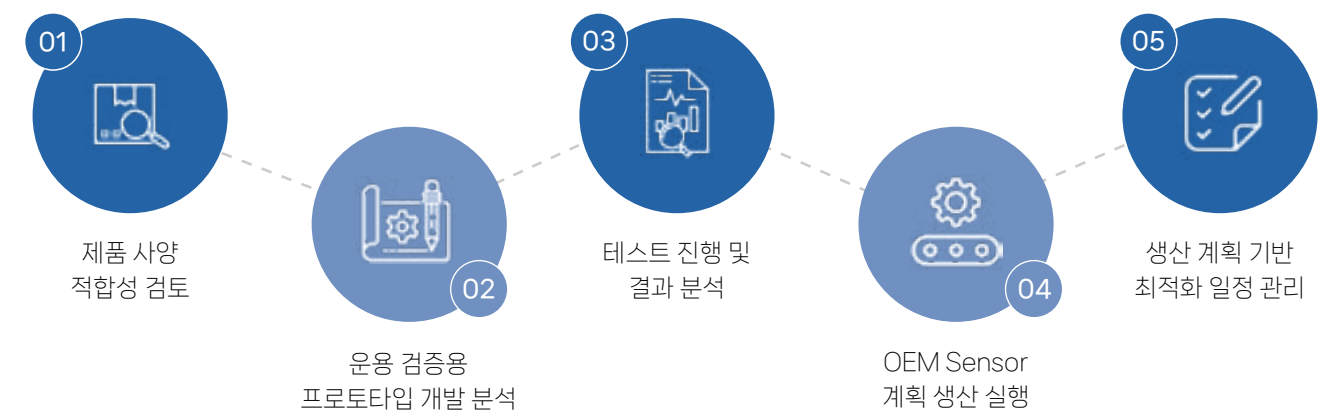 01
제품 사양
적합성 검토
02
운용 검증용
프로토타입 개발 분석
03
테스트 진행 및
결과 분석
04
OEM Sensor
계획 생산 실행
05
생산 계획 기반
최적화 일정 관리